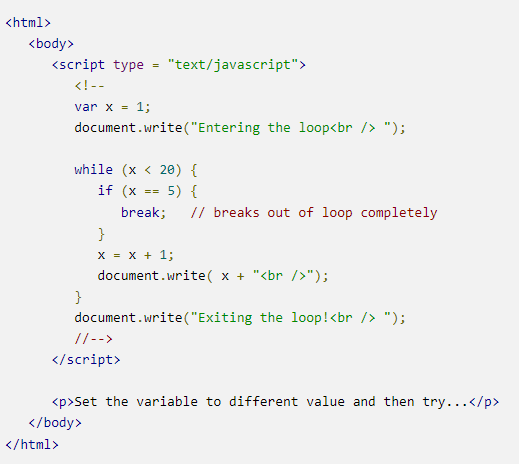 <html>
<body>
<script type = "text/javascript">
<!--
var x = 1;
document.write("Entering the loop<br /> ");
while (x < 20) {
if (x == 5) {
break;   // breaks out of loop completely
}
x = x + 1;
document.write( x + "<br />");
}
document.write("Exiting the loop!<br /> ");
//-->
</script>
<p>Set the variable to different value and then try...</p>
</body>
</html>